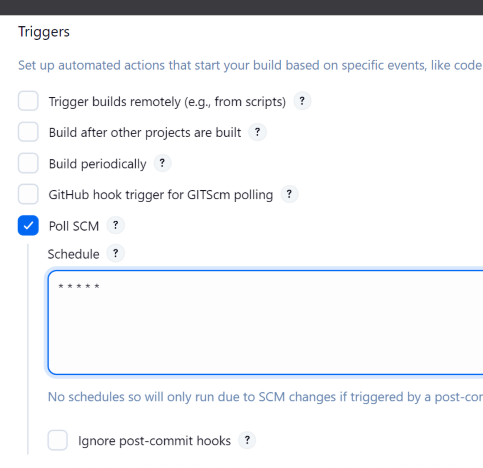 Triggers
Set up automated actions that start your build based on specific events, like code
Trigger builds remotely (e.g., from scripts) ?
Build after other projects are built ?
Build periodically ?
GitHub hook trigger for GITScm polling ?
Poll SCM ?
Schedule ?
* * * * *
No schedules so will only run due to SCM changes if triggered by a post-com
Ignore post-commit hooks ?